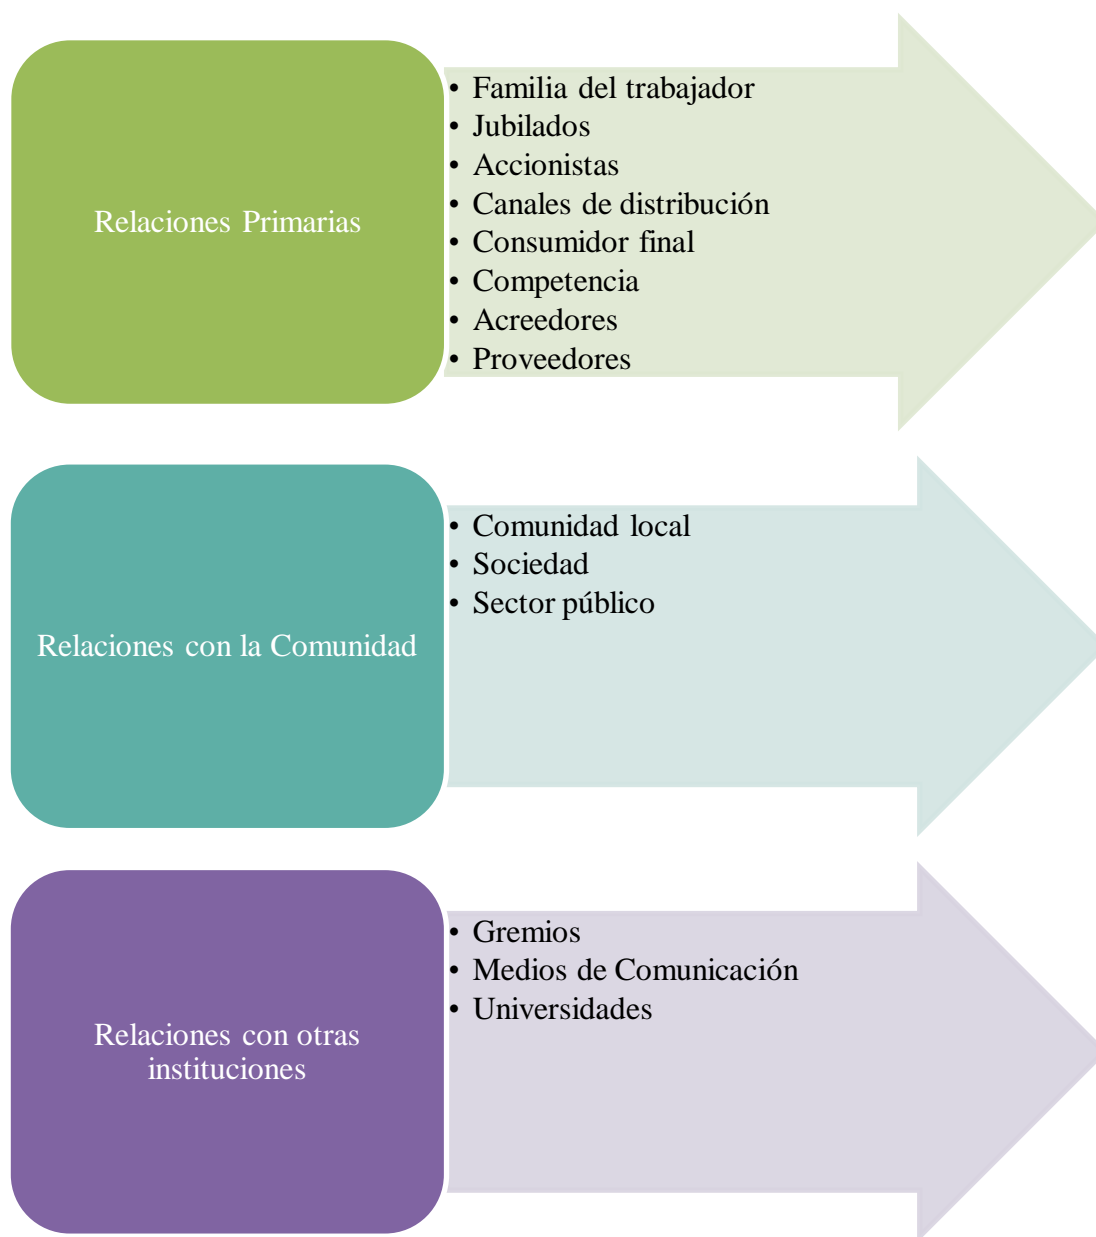 Relaciones Primarias
• Familia del trabajador
• Jubilados
• Accionistas
• Canales de distribución
• Consumidor final
• Competencia
• Acreedores
• Proveedores
Relaciones con la Comunidad
• Comunidad local
• Sociedad
• Sector público
Relaciones con otras
instituciones
• Gremios
• Medios de Comunicación
• Universidades